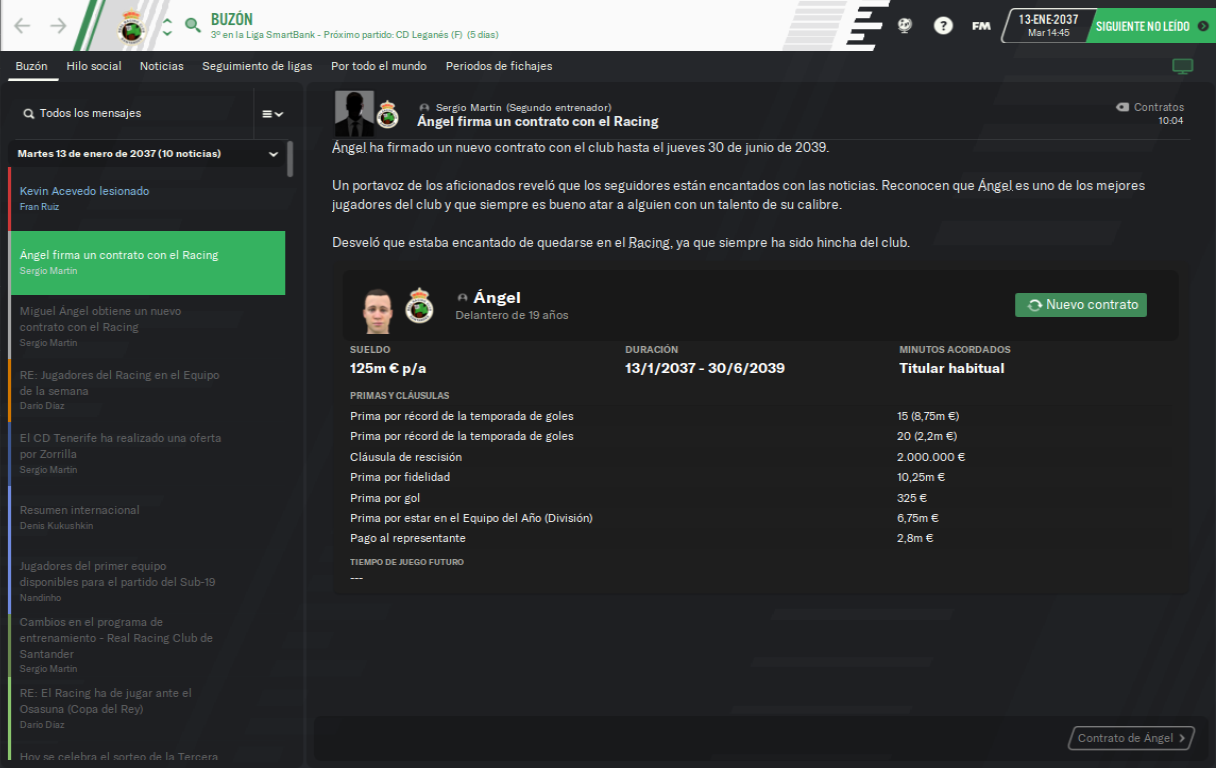 BUZÓN
3º en la Liga SmartBank - Próximo partido: CD Leganés (F) (5 días)
?
FM
13-ENE-2037
Mar 14:45
SIGUIENTE NO LEÍDO
Buzón
Hilo social
Noticias
Seguimiento de ligas
Por todo el mundo
Periodos de fichajes
Todos los mensajes
Martes 13 de enero de 2037 (10 noticias)
Kevin Acevedo lesionado
Fran Ruiz
Ángel firma un contrato con el Racing
Sergio Martín
Miguel Ángel obtiene un nuevo
contrato con el Racing
Sergio Martín
RE: Jugadores del Racing en el Equipo
de la semana
Darío Díaz
El CD Tenerife ha realizado una oferta
por Zorrilla
Sergio Martín
Resumen internacional
Denis Kukushkin
Jugadores del primer equipo
disponibles para el partido del Sub-19
Nandinho
Cambios en el programa de
entrenamiento - Real Racing Club de
Santander
Sergio Martín
RE: El Racing ha de jugar ante el
Osasuna (Copa del Rey)
Darío Díaz
Hoy se celebra el sorteo de la Tercera
Sergio Martín (Segundo entrenador)
Ángel firma un contrato con el Racing
Contratos
10:04
Ángel ha firmado un nuevo contrato con el club hasta el jueves 30 de junio de 2039.
Un portavoz de los aficionados reveló que los seguidores están encantados con las noticias. Reconocen que Ángel es uno de los mejores
jugadores del club y que siempre es bueno atar a alguien con un talento de su calibre.
Desveló que estaba encantado de quedarse en el Racing, ya que siempre ha sido hincha del club.
Ángel
Delantero de 19 años
Nuevo contrato
SUELDO
DURACIÓN
MINUTOS ACORDADOS
125m € p/a
13/1/2037 - 30/6/2039
Titular habitual
PRIMAS Y CLÁUSULAS
Prima por récord de la temporada de goles
15 (8,75m €)
Prima por récord de la temporada de goles
20 (2,2m €)
Cláusula de rescisión
2.000.000 €
Prima por fidelidad
10,25m €
Prima por gol
325 €
Prima por estar en el Equipo del Año (División)
6,75m €
Pago al representante
2,8m €
TIEMPO DE JUEGO FUTURO
---
Contrato de Ángel